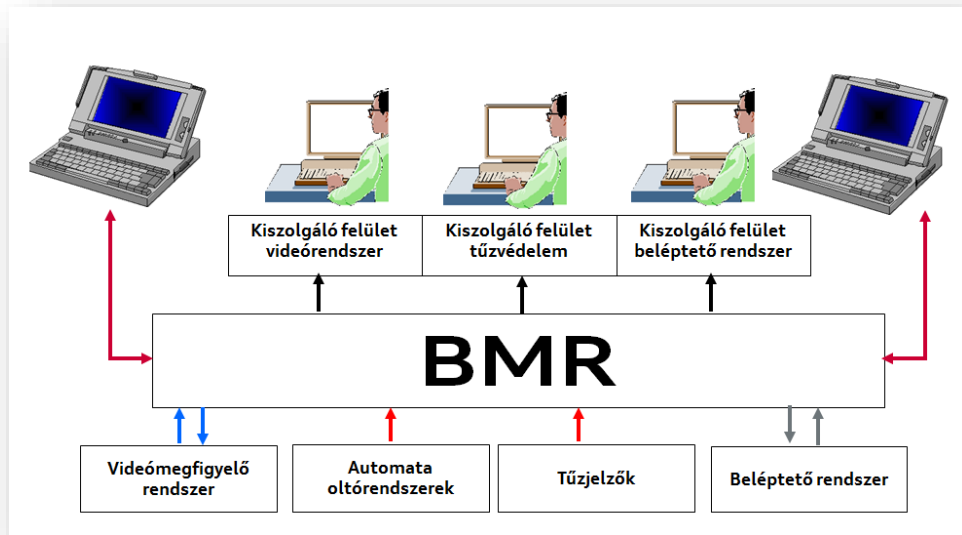 Kiszolgáló felület
videórendszer
Kiszolgáló felület
tűzvédelem
Kiszolgáló felület
beléptető rendszer
BMR
Videómegfigyelő
rendszer
Automata
oltórendszerek
Tűzjelzők
Beléptető rendszer